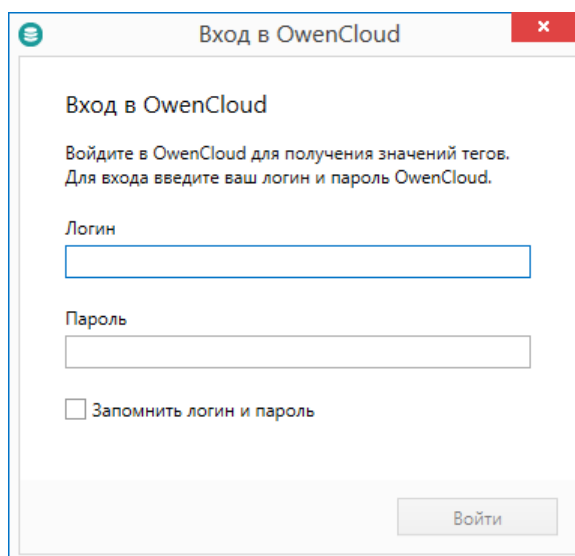 Вход в OwenCloud
Вход в OwenCloud
Войдите в OwenCloud для получения значений тегов.
Для входа введите ваш логин и пароль OwenCloud.
Логин
Пароль
Запомнить логин и пароль
Войти